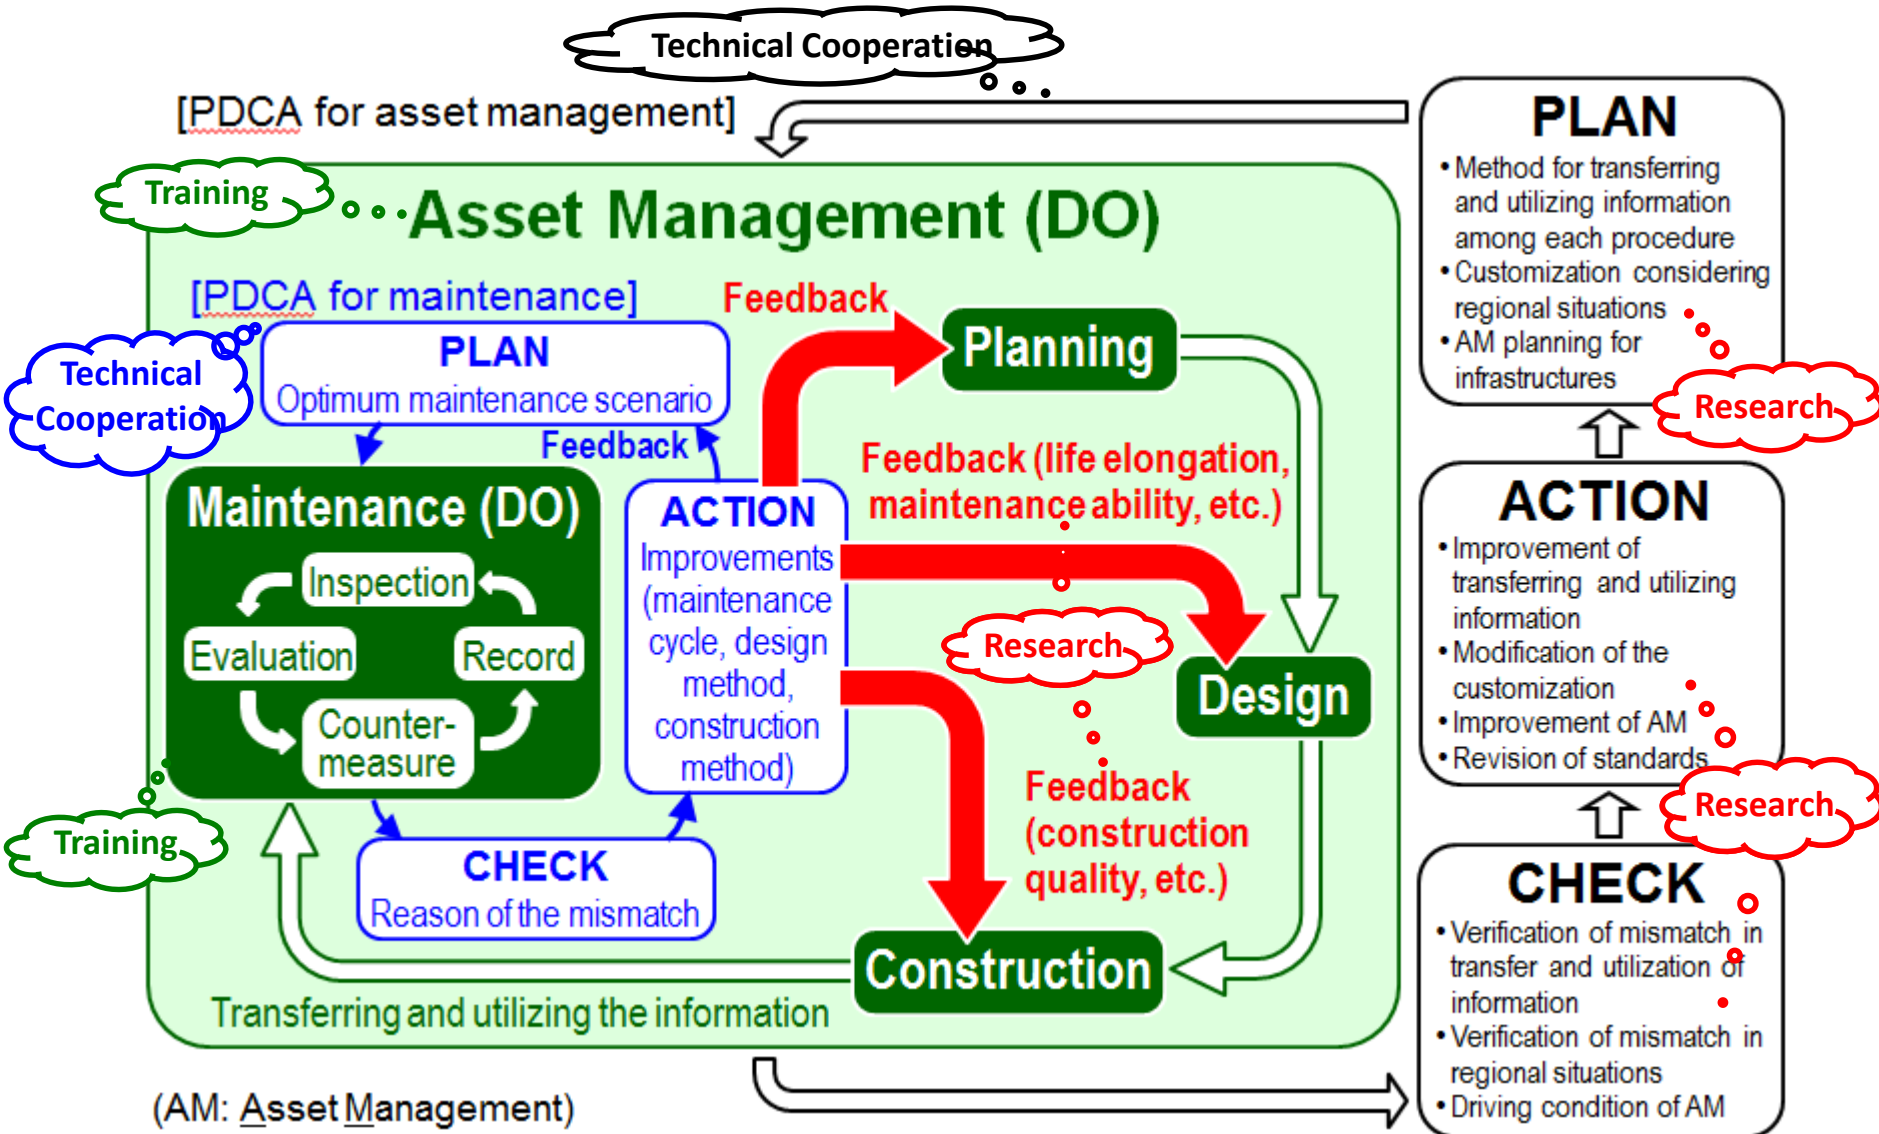 Technical Cooperation
[PDCA for asset management]
Training
Asset Management (DO)
[PDCA for maintenance]
Technical
Cooperation
PLAN
Optimum maintenance scenario
Feedback
Maintenance (DO)
Inspection
Evaluation
Record
Counter-
measure
Training
ACTION
Improvements
(maintenance
cycle, design
method,
construction
method)
CHECK
Reason of the mismatch
Feedback
Planning
Feedback (life elongation,
maintenance ability, etc.)
Research
Design
Feedback
(construction
quality, etc.)
Construction
Transferring and utilizing the information
(AM: Asset Management)
PLAN
• Method for transferring
and utilizing information
among each procedure
• Customization considering
regional situations
• AM planning for
infrastructures
Research
ACTION
• Improvement of
transferring and utilizing
information
• Modification of the
customization
• Improvement of AM
• Revision of standards
Research
CHECK
• Verification of mismatch in
transfer and utilization of
information
• Verification of mismatch in
regional situations
• Driving condition of AM